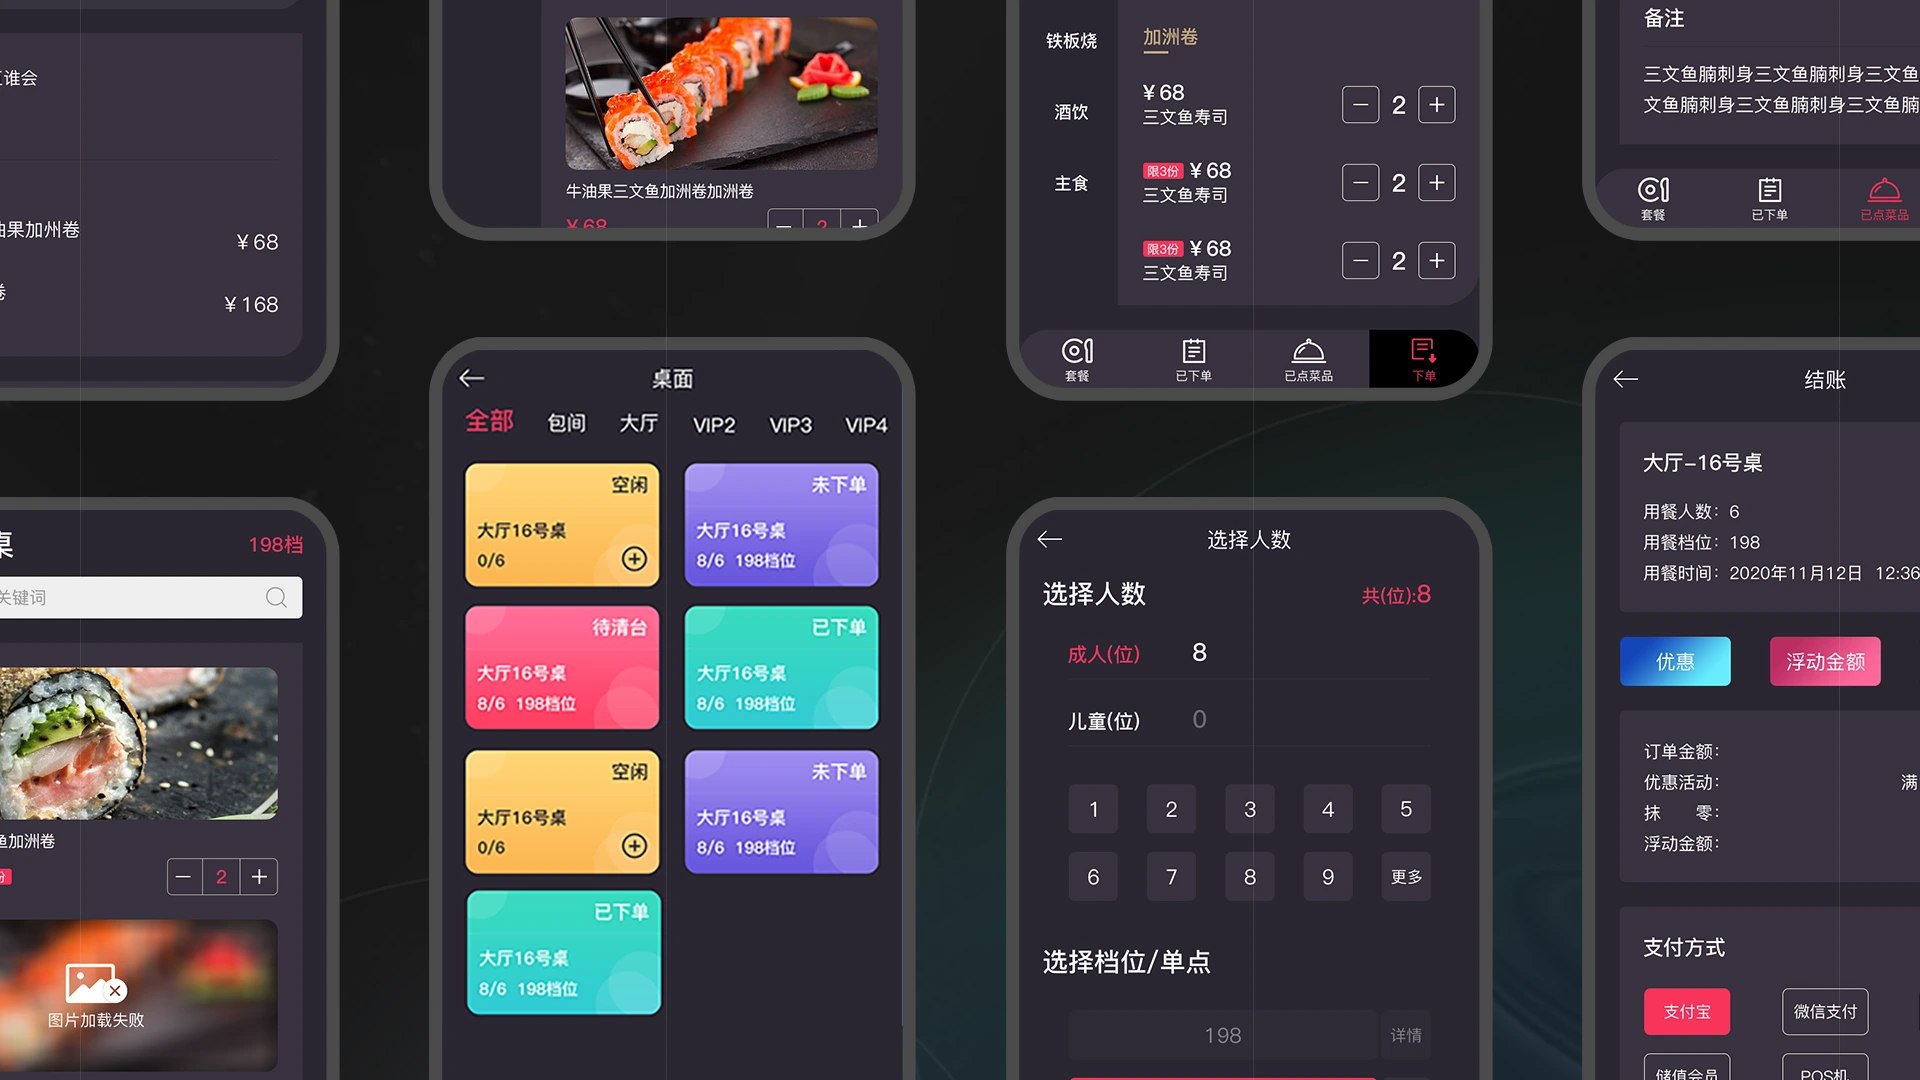 谁会
油果加州卷
¥ 68
卷
¥ 168
桌
198档
关键词
鱼加洲卷
份
2
图片加载失败
牛油果三文鱼加洲卷加洲卷
¥ 68
2
桌面
全部
包间
大厅
VIP2
VIP3
VIP4
空闲
大厅16号桌
0/6
未下单
大厅16号桌
8/6 198档位
待清台
大厅16号桌
8/6 198档位
已下单
大厅16号桌
8/6 198档位
空闲
大厅16号桌
0/6
未下单
大厅16号桌
8/6 198档位
已下单
大厅16号桌
8/6 198档位
铁板烧
酒饮
主食
加洲卷
¥ 68
三文鱼寿司
2
限3份 ¥ 68
三文鱼寿司
2
限3份 ¥ 68
三文鱼寿司
2
套餐
已下单
已点菜品
下单
选择人数
选择人数
共(位):8
成人(位) 8
儿童(位) 0
1 2 3 4 5
6 7 8 9 更多
选择档位/单点
198
详情
备注
三文鱼腩刺身三文鱼腩刺身三文鱼
文鱼腩刺身三文鱼腩刺身三文鱼腩
套餐
已下单
已点菜品
结账
大厅-16号桌
用餐人数：6
用餐档位：198
用餐时间：2020年11月12日 12:36
优惠
浮动金额
订单金额：
优惠活动：
满
抹 零：
浮动金额：
支付方式
支付宝
微信支付
储值会员
POS机